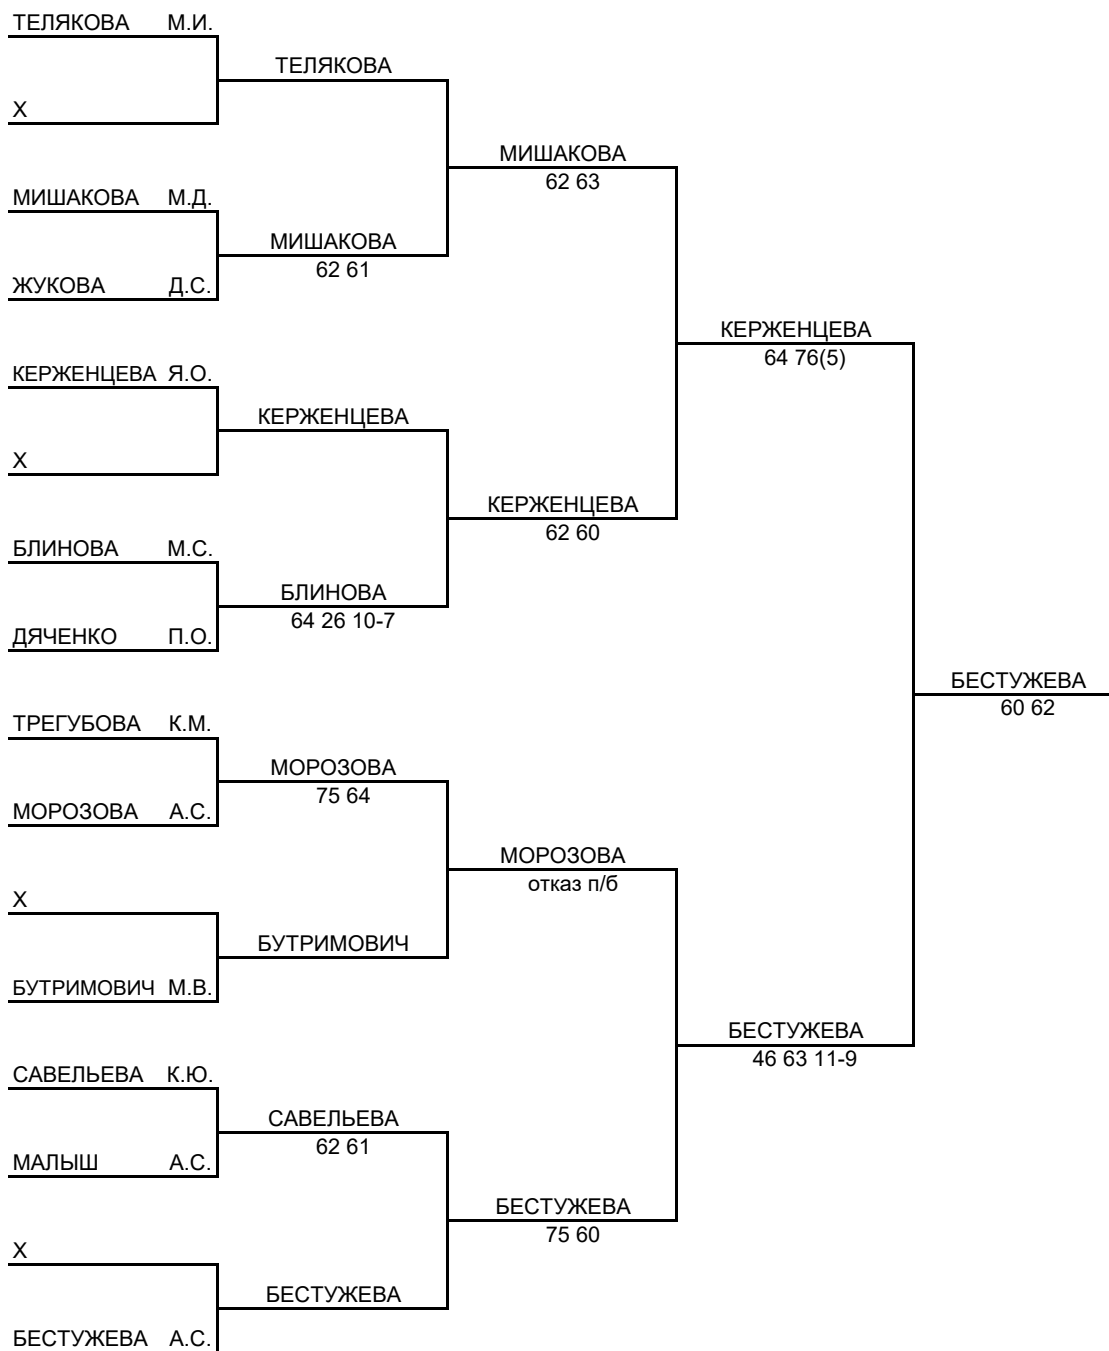 ТЕЛЯКОВА М.И.
ТЕЛЯКОВА
Х
МИШАКОВА
62 63
МИШАКОВА М.Д.
МИШАКОВА
62 61
ЖУКОВА Д.С.
КЕРЖЕНЦЕВА
64 76(5)
КЕРЖЕНЦЕВА Я.О.
КЕРЖЕНЦЕВА
Х
КЕРЖЕНЦЕВА
62 60
БЛИНОВА М.С.
БЛИНОВА
64 26 10-7
ДЯЧЕНКО П.О.
БЕСТУЖЕВА
60 62
ТРЕГУБОВА К.М.
МОРОЗОВА
75 64
МОРОЗОВА А.С.
МОРОЗОВА
отказ п/б
Х
БУТРИМОВИЧ
БУТРИМОВИЧ М.В.
БЕСТУЖЕВА
46 63 11-9
САВЕЛЬЕВА К.Ю.
САВЕЛЬЕВА
62 61
МАЛЫШ А.С.
БЕСТУЖЕВА
75 60
Х
БЕСТУЖЕВА
БЕСТУЖЕВА А.С.